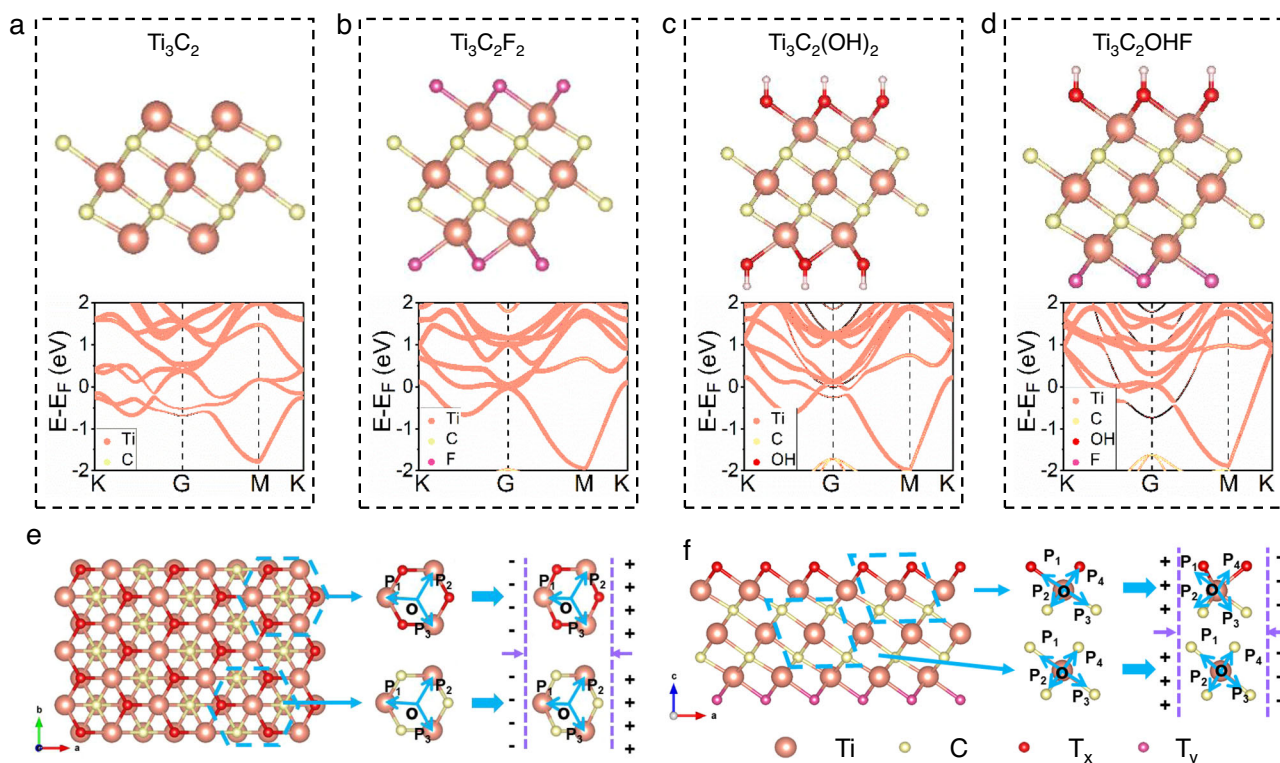 a
Ti3C2
b
Ti3C2F2
c
Ti3C2(OH)2
d
Ti3C2OHF
E-EF (eV)
2
1
0
-1
-2
Ti
C
K G M K
E-EF (eV)
2
1
0
-1
-2
Ti
C
F
K G M K
E-EF (eV)
2
1
0
-1
-2
Ti
C
OH
K G M K
E-EF (eV)
2
1
0
-1
-2
Ti
C
OH
F
K G M K
e
P1 P2
O
P3
P1 P2
O
P3
- - - - - - - -
+ + + + + + + + +
P1 P2
O
P3
P1 P2
O
P3
b
a
f
P1 P4
O
P2 P3
P1 P4
O
P2 P3
P1 P4
O
P2 P3
P1 P4
O
P2 P3
c
a
Ti C Tx Ty